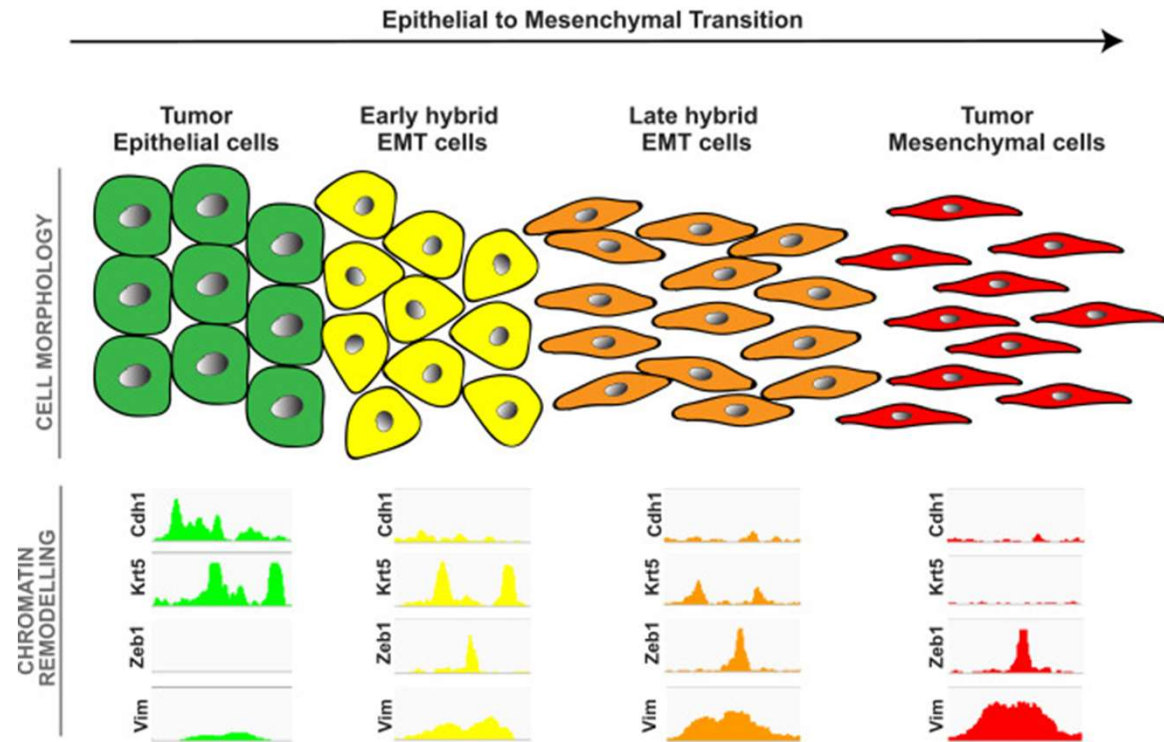 Epithelial to Mesenchymal Transition
Tumor
Epithelial cells
Early hybrid
EMT cells
Late hybrid
EMT cells
Tumor
Mesenchymal cells
CELL MORPHOLOGY
CHROMATIN
REMODELLING
Cdh1
Krt5
Zeb1
Vim
Cdh1
Krt5
Zeb1
Vim
Cdh1
Krt5
Zeb1
Vim
Cdh1
Krt5
Zeb1
Vim